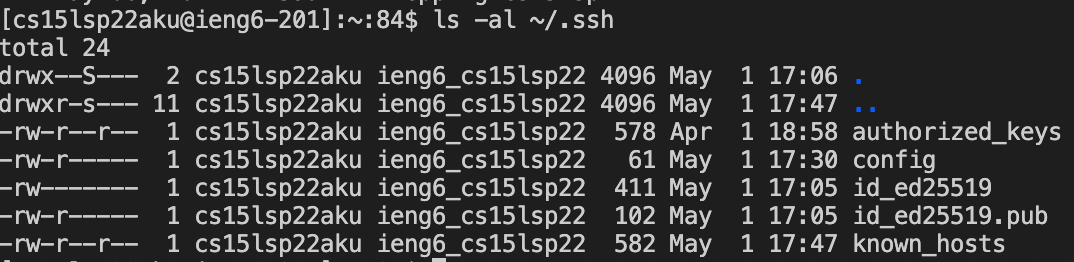 [cs15lsp22aku@ieng6-201]:~:84$ ls -al ~/.ssh
total 24
drwx--S---  2 cs15lsp22aku ieng6_cs15lsp22 4096 May  1 17:06 .
drwxr-s--- 11 cs15lsp22aku ieng6_cs15lsp22 4096 May  1 17:47 ..
-rw-r--r--  1 cs15lsp22aku ieng6_cs15lsp22  578 Apr  1 18:58 authorized_keys
-rw-r-----  1 cs15lsp22aku ieng6_cs15lsp22   61 May  1 17:30 config
-rw-------  1 cs15lsp22aku ieng6_cs15lsp22  411 May  1 17:05 id_ed25519
-rw-r-----  1 cs15lsp22aku ieng6_cs15lsp22  102 May  1 17:05 id_ed25519.pub
-rw-r--r--  1 cs15lsp22aku ieng6_cs15lsp22  582 May  1 17:47 known_hosts